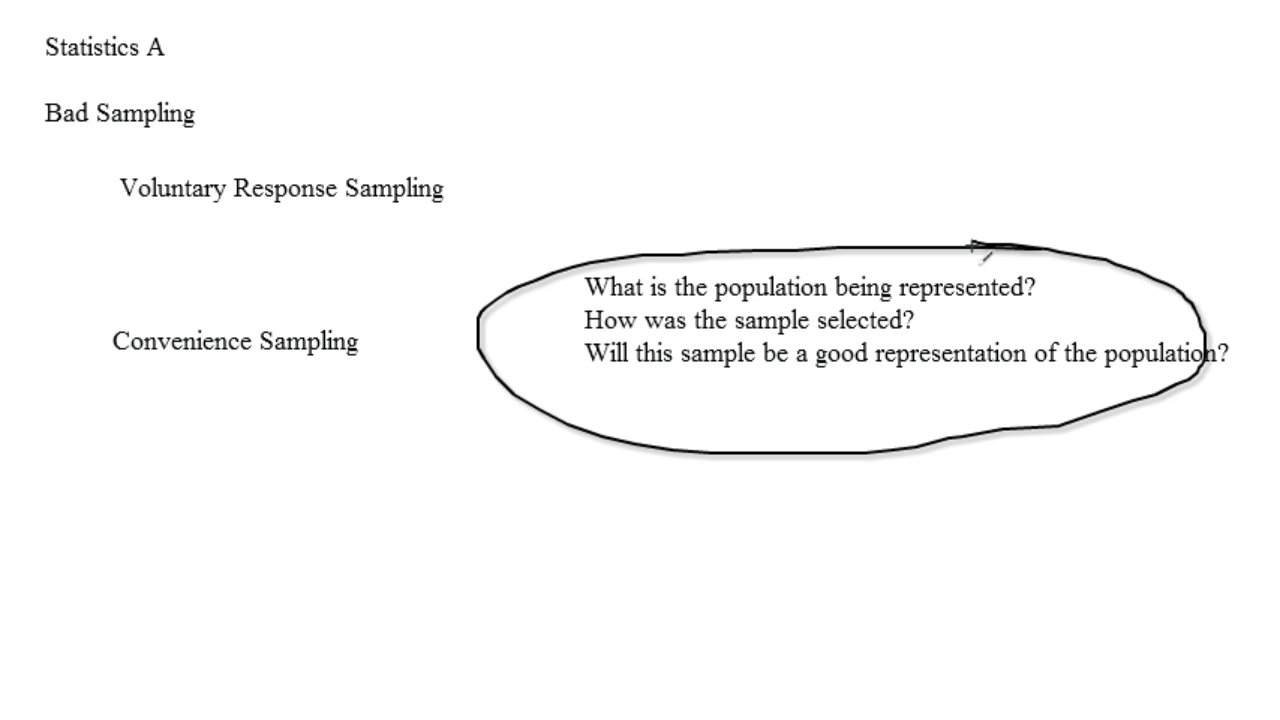 Statistics A
Bad Sampling
Voluntary Response Sampling
What is the population being represented?
How was the sample selected?
Convenience Sampling
Will this sample be a good representation of the population?